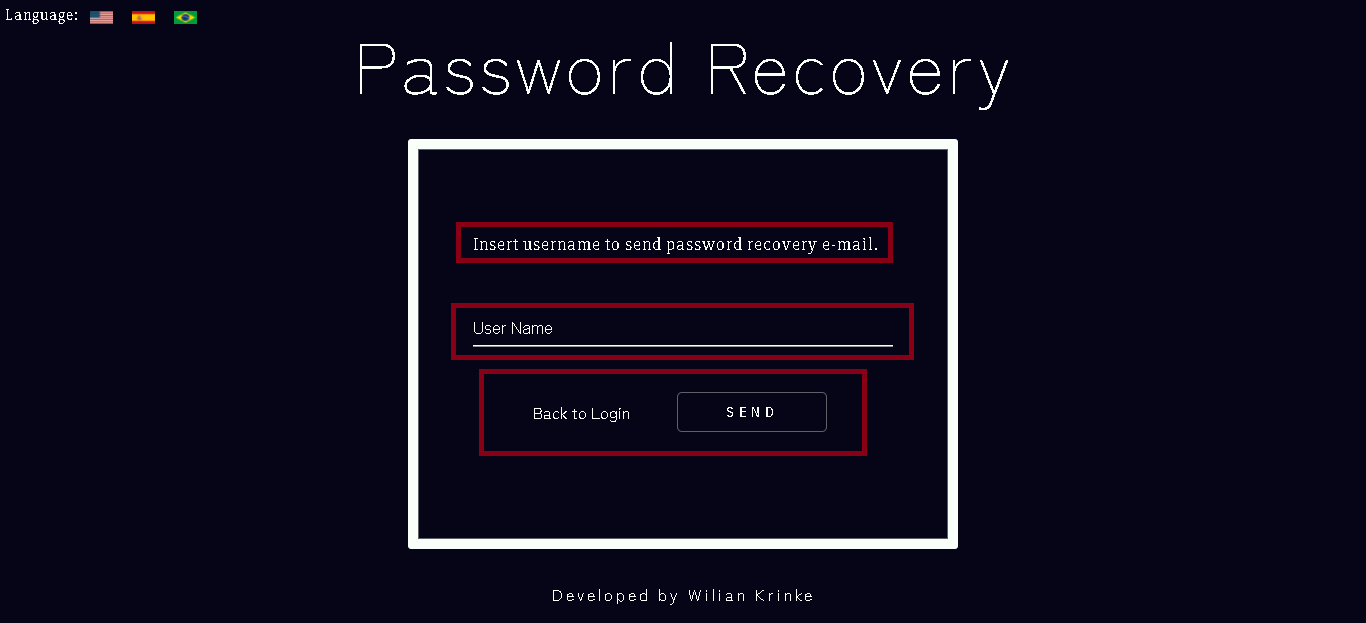 Language:
Password Recovery
Insert username to send password recovery e-mail.
User Name
Back to Login SEND
Developed by Wilian Krinke